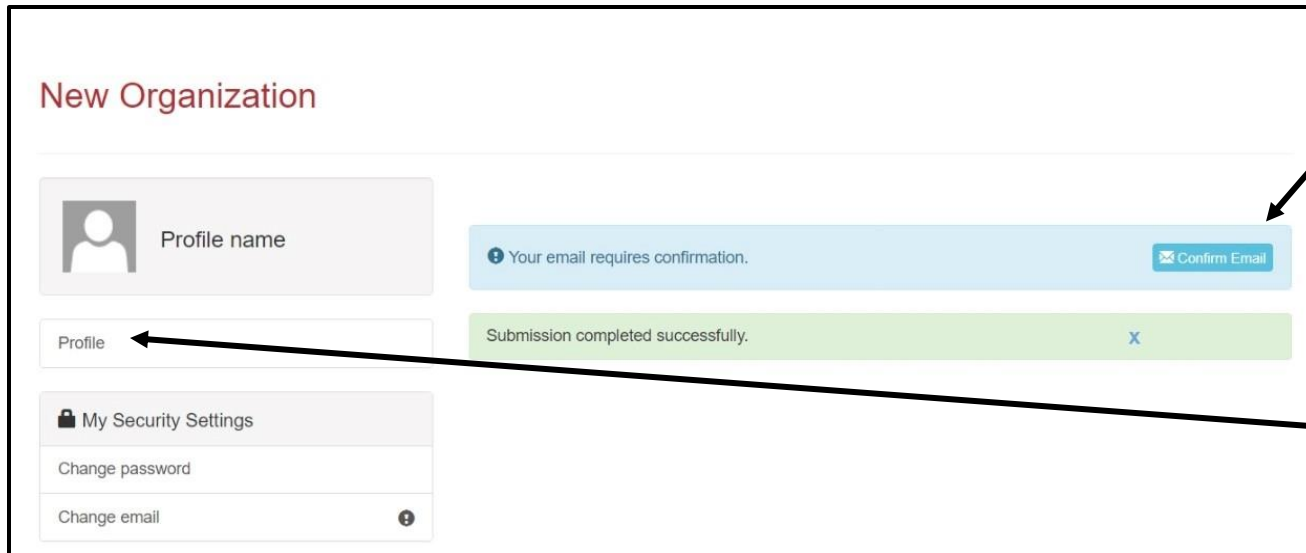 New Organization
Profile name
Your email requires confirmation.
Confirm Email
Profile
Submission completed successfully.
X
My Security Settings
Change password
Change email